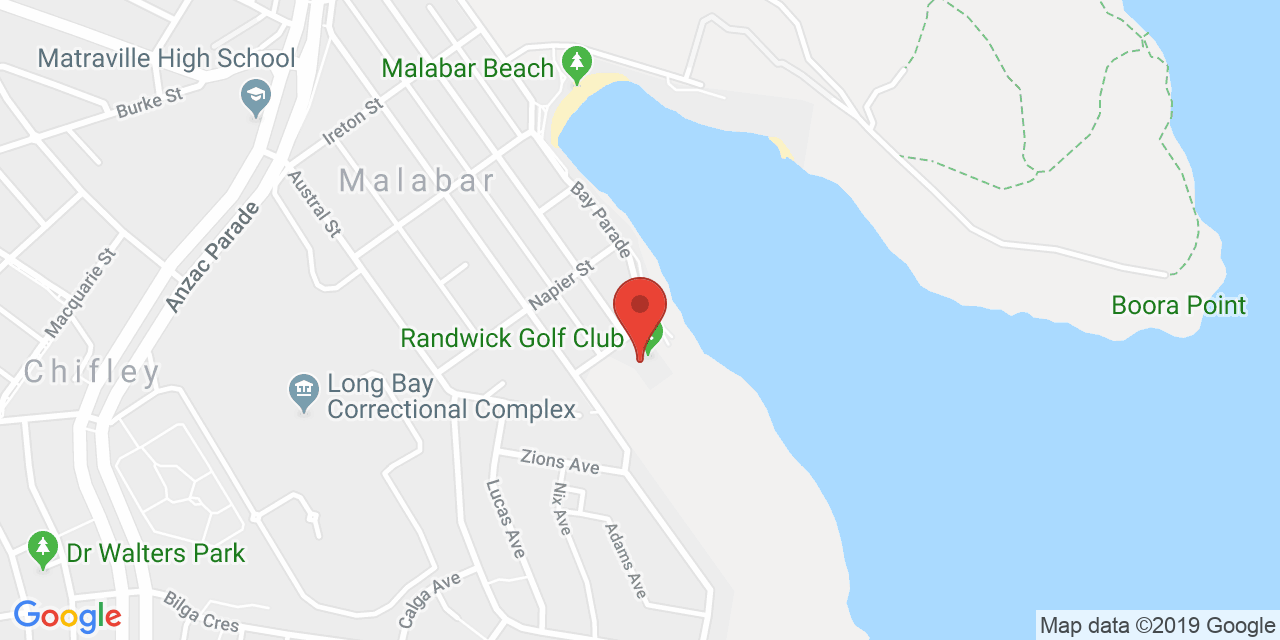 Matraville High School
Malabar Beach
Burke St
Ireton St
Malabar
Austral St
Bay Parade
Anzac Parade
Macquarie St
Napier St
Boora Point
Randwick Golf Club
Chifley
Long Bay
Correctional Complex
Zions Ave
Lucas Ave
Nix Ave
Adams Ave
Dr Walters Park
Calga Ave
Bilga Cres
Google
Map data ©2019 Google